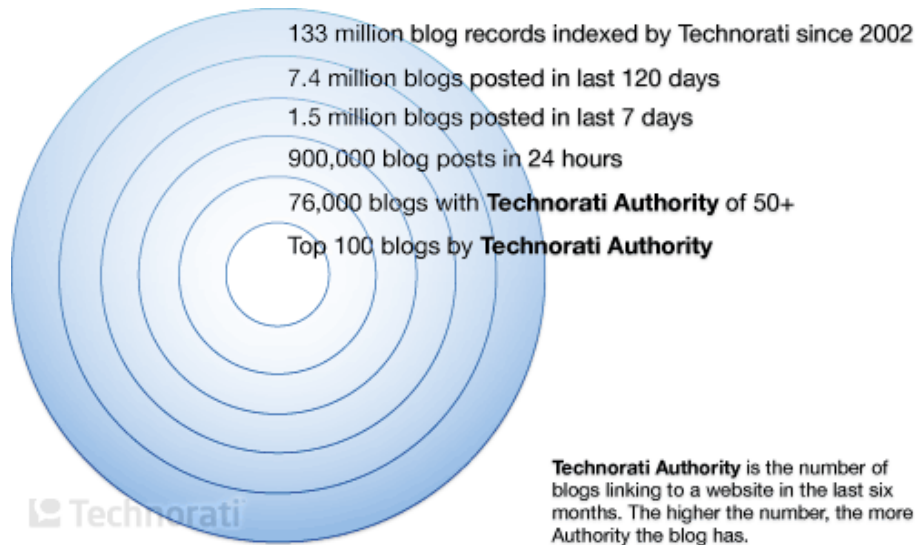 133 million blog records indexed by Technorati since 2002
7.4 million blogs posted in last 120 days
1.5 million blogs posted in last 7 days
900,000 blog posts in 24 hours
76,000 blogs with Technorati Authority of 50+
Top 100 blogs by Technorati Authority
Technorati Authority is the number of
blogs linking to a website in the last six
months. The higher the number, the more
Authority the blog has.
Technorati